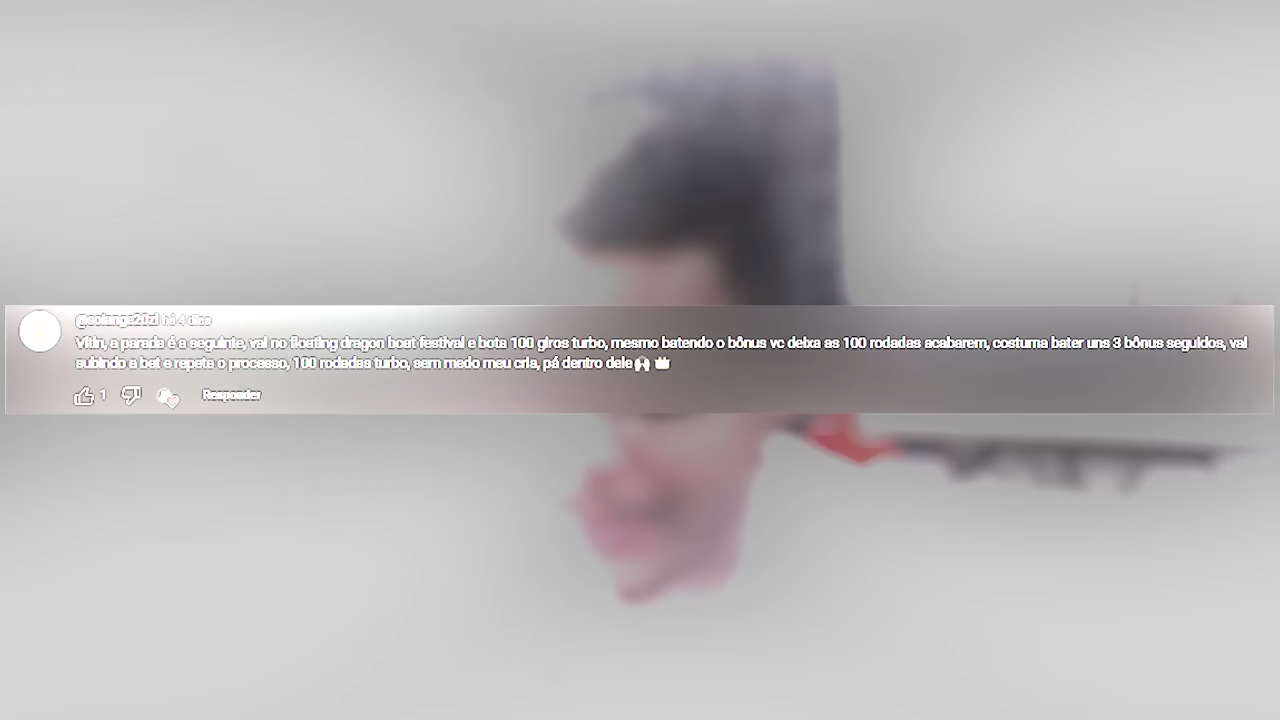 há 4 dias
Vitin, a parada é a seguinte, vai no floating dragon boat festival e bota 100 giros turbo, mesmo batendo o bônus vc deixa as 100 rodadas acabarem, costuma bater uns 3 bônus seguidos, vai
subindo a bet e repete o processo, 100 rodadas turbo, sem medo meu cria, pá dentro dele
1 Responder